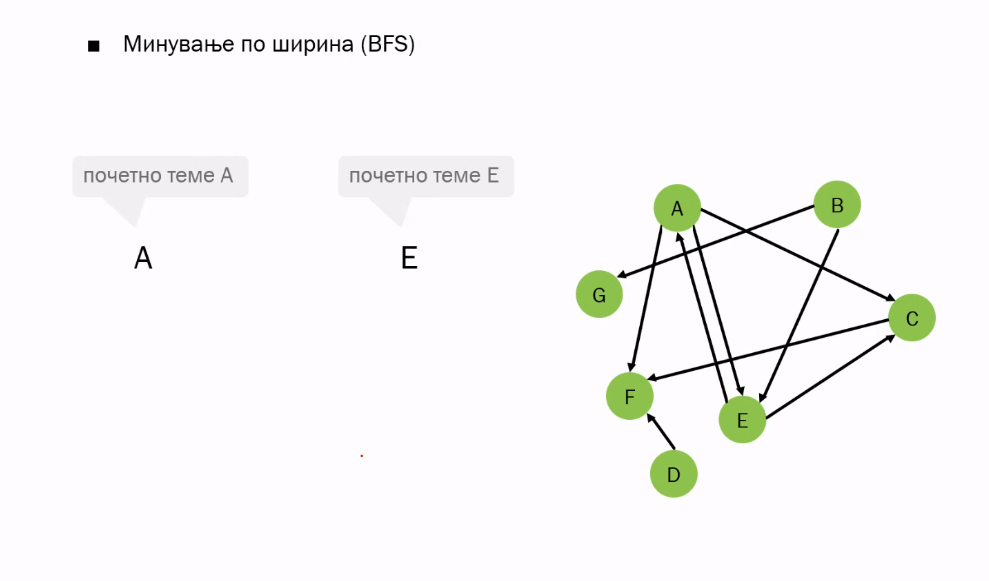 Минување по ширина (BFS)
почетно теме A
почетно теме E
A
E
A
B
G
C
F
E
D